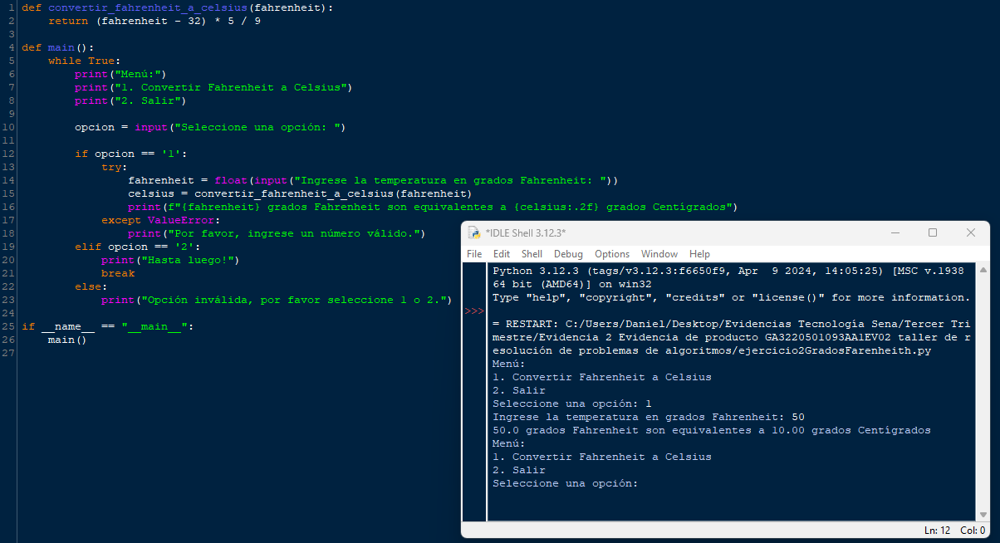 1 def convertir_fahrenheit_a_celsius(fahrenheit):
2     return (fahrenheit - 32) * 5 / 9
3
4 def main():
5     while True:
6         print("Menú:")
7         print("1. Convertir Fahrenheit a Celsius")
8         print("2. Salir")
9
10         opcion = input("Seleccione una opción: ")
11
12         if opcion == '1':
13             try:
14                 fahrenheit = float(input("Ingrese la temperatura en grados Fahrenheit: "))
15                 celsius = convertir_fahrenheit_a_celsius(fahrenheit)
16                 print(f"{fahrenheit} grados Fahrenheit son equivalentes a {celsius:.2f} grados Centígrados")
17             except ValueError:
18                 print("Por favor, ingrese un número válido.")
19         elif opcion == '2':
20             print("Hasta luego!")
21             break
22         else:
23             print("Opción inválida, por favor seleccione 1 o 2.")
24
25 if __name__ == "__main__":
26     main()
27
*IDLE Shell 3.12.3*
File Edit Shell Debug Options Window Help
Python 3.12.3 (tags/v3.12.3:f6650f9, Apr  9 2024, 14:05:25) [MSC v.1938
64 bit (AMD64)] on win32
Type "help", "copyright", "credits" or "license()" for more information.
>>>
= RESTART: C:/Users/Daniel/Desktop/Evidencias Tecnología Sena/Tercer Tri
mestre/Evidencia 2 Evidencia de producto GA3220501093AA1EV02 taller de r
esolución de problemas de algoritmos/ejercicio2GradosFarenheith.py
Menú:
1. Convertir Fahrenheit a Celsius
2. Salir
Seleccione una opción: 1
Ingrese la temperatura en grados Fahrenheit: 50
50.0 grados Fahrenheit son equivalentes a 10.00 grados Centígrados
Menú:
1. Convertir Fahrenheit a Celsius
2. Salir
Seleccione una opción:
Ln: 12 Col: 0